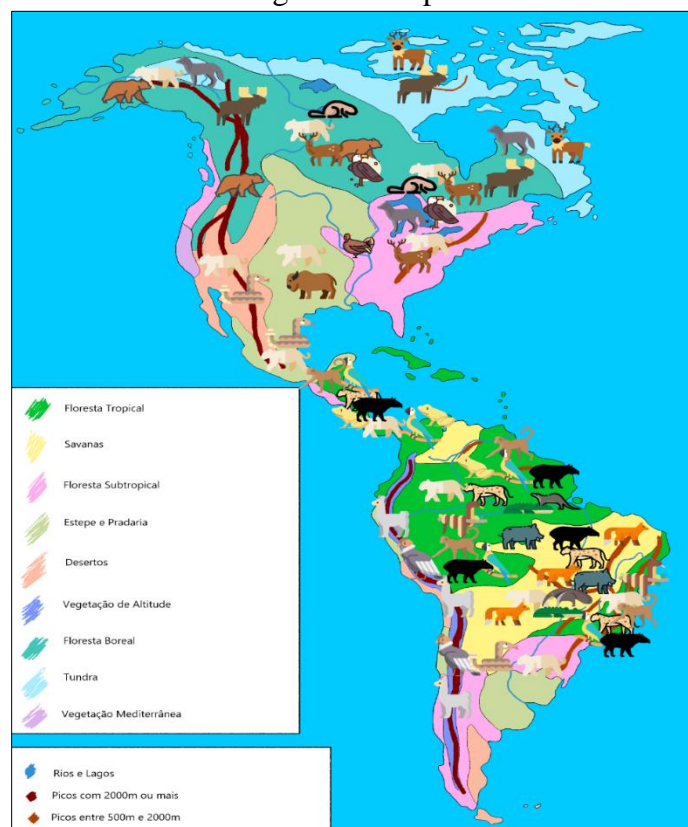 Floresta Tropical
Savanas
Floresta Subtropical
Estepe e Pradaria
Desertos
Vegetação de Altitude
Floresta Boreal
Tundra
Vegetação Mediterrânea
Rios e Lagos
Picos com 2000m ou mais
Picos entre 500m e 2000m